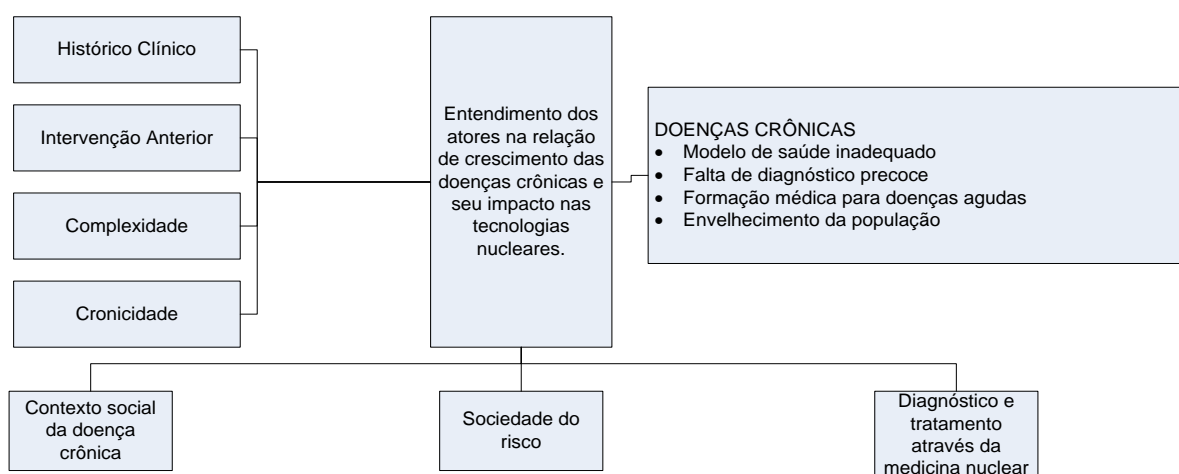 Histórico Clínico
Intervenção Anterior
Complexidade
Cronicidade
Entendimento dos
atores na relação
de crescimento das
doenças crônicas e
seu impacto nas
tecnologias
nucleares.
DOENÇAS CRÔNICAS
• Modelo de saúde inadequado
• Falta de diagnóstico precoce
• Formação médica para doenças agudas
• Envelhecimento da população
Contexto social
da doença
crônica
Sociedade do
risco
Diagnóstico e
tratamento
através da
medicina nuclear